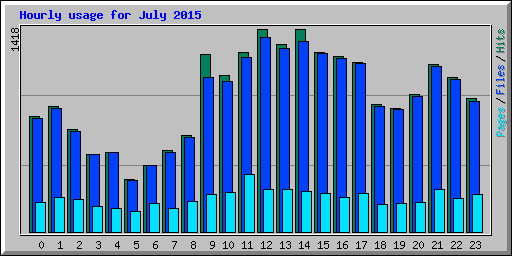 Hourly usage for July 2015
1418
Pages/Files/Hits
0 1 2 3 4 5 6 7 8 9 10 11 12 13 14 15 16 17 18 19 20 21 22 23